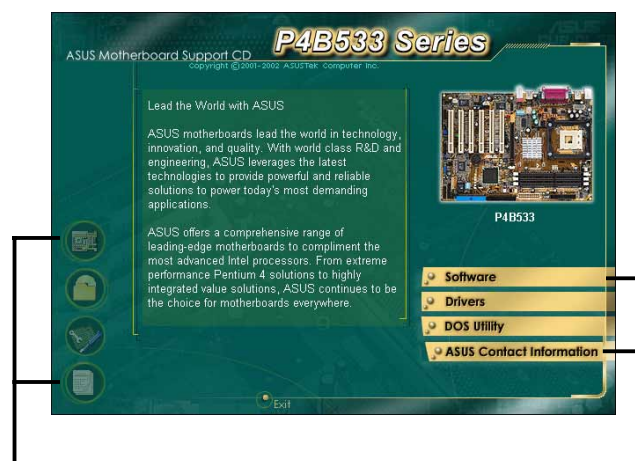 ASUS Motherboard Support CD
P4B533 Series
Copyright ©2001-2002 ASUSTek Computer Inc.
Lead the World with ASUS
ASUS motherboards lead the world in technology,
innovation, and quality. With world class R&D and
engineering, ASUS leverages the latest
technologies to provide powerful and reliable
solutions to power today's most demanding
applications.
ASUS offers a comprehensive range of
leading-edge motherboards to compliment the
most advanced Intel processors. From extreme
performance Pentium 4 solutions to highly
integrated value solutions, ASUS continues to be
the choice for motherboards everywhere.
P4B533
Software
Drivers
DOS Utility
ASUS Contact Information
Exit